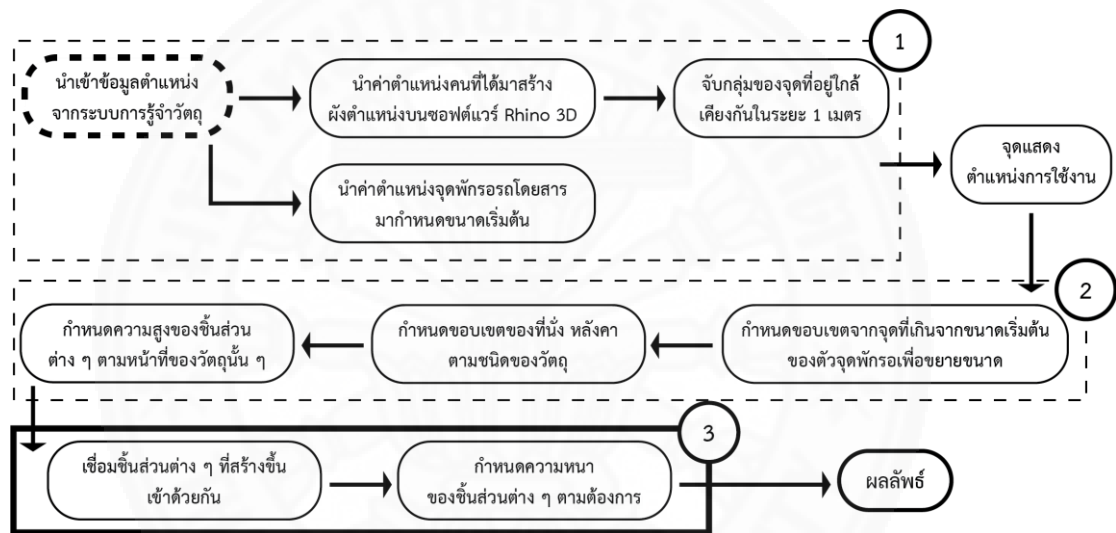 1
นำเข้าข้อมูลตำแหน่ง
จากระบบการรู้จำวัตถุ
นำค่าตำแหน่งคนที่ได้มาสร้าง
ผังตำแหน่งบนซอฟต์แวร์ Rhino 3D
จับกลุ่มของจุดที่อยู่ใกล้
เคียงกันในระยะ 1 เมตร
นำค่าตำแหน่งจุดพักรอรถโดยสาร
มากำหนดขนาดเริ่มต้น
จุดแสดง
ตำแหน่งการใช้งาน
2
กำหนดขอบเขตจากจุดที่เกินจากขนาดเริ่มต้น
ของตัวจุดพักรอเพื่อขยายขนาด
กำหนดขอบเขตของที่นั่ง หลังคา
ตามชนิดของวัตถุ
กำหนดความสูงของชิ้นส่วน
ต่าง ๆ ตามหน้าที่ของวัตถุนั้น ๆ
3
เชื่อมชิ้นส่วนต่าง ๆ ที่สร้างขึ้น
เข้าด้วยกัน
กำหนดความหนา
ของชิ้นส่วนต่าง ๆ ตามต้องการ
ผลลัพธ์